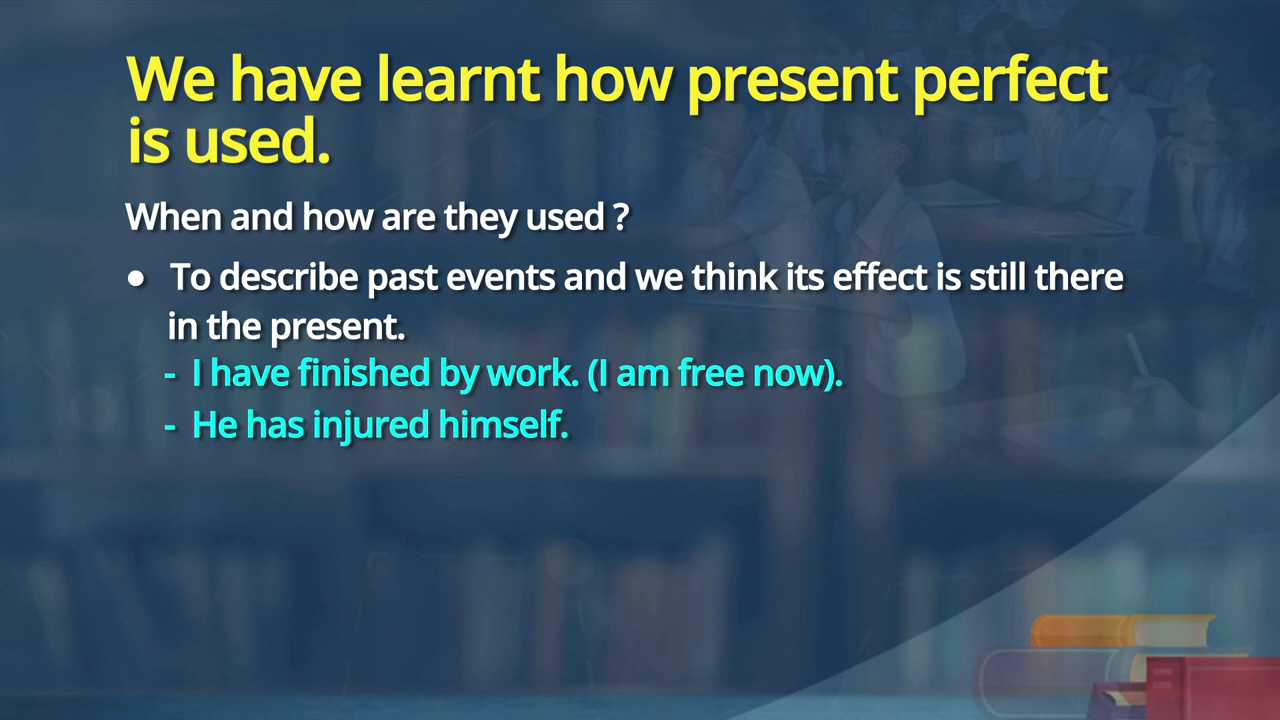 We have learnt how present perfect
is used.
When and how are they used ?
● To describe past events and we think its effect is still there
in the present.
- I have finished by work. (I am free now).
- He has injured himself.